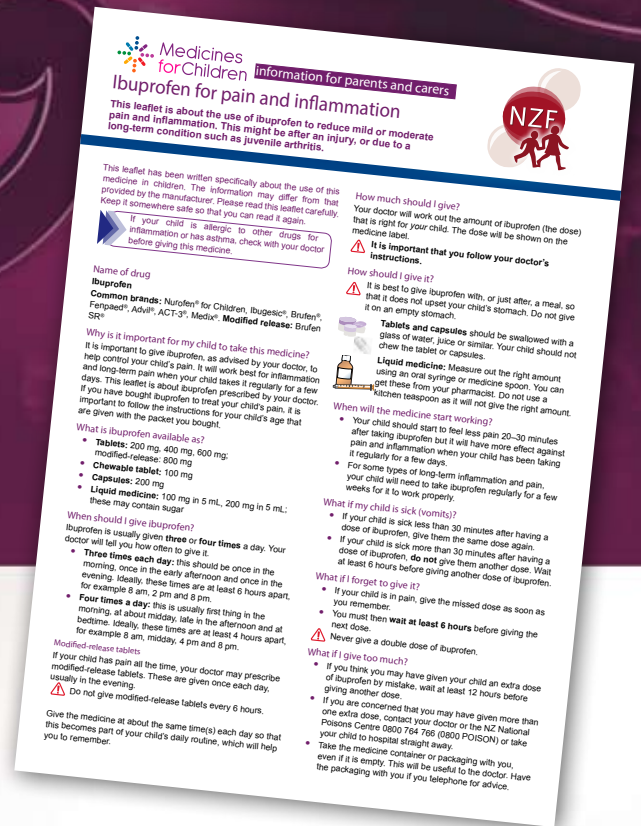 Medicines
forChildren
information for parents and carers
Ibuprofen for pain and inflammation
This leaflet is about the use of ibuprofen to reduce mild or moderate
pain and inflammation. This might be after an injury, or due to a
long-term condition such as juvenile arthritis.
NZF
This leaflet has been written specifically about the use of this
medicine in children. The information may differ from that
provided by the manufacturer. Please read this leaflet carefully.
Keep it somewhere safe so that you can read it again.
If your child is allergic to other drugs for
inflammation or has asthma, check with your doctor
before giving this medicine.
Name of drug
Ibuprofen
Common brands: Nurofen® for Children, Ibugesic®, Brufen®,
Fenpaed®, Advil®, ACT-3®, Medix®. Modified release: Brufen
SR®
Why is it important for my child to take this medicine?
It is important to give ibuprofen, as advised by your doctor, to
help control your child's pain. It will work best for inflammation
and long-term pain when your child takes it regularly for a few
days. This leaflet is about ibuprofen prescribed by your doctor.
If you have bought ibuprofen to treat your child's pain, it is
important to follow the instructions for your child's age that
are given with the packet you bought.
What is ibuprofen available as?
• Tablets: 200 mg, 400 mg, 600 mg;
modified-release: 800 mg
• Chewable tablet: 100 mg
• Capsules: 200 mg
• Liquid medicine: 100 mg in 5 mL, 200 mg in 5 mL;
these may contain sugar
When should I give ibuprofen?
Ibuprofen is usually given three or four times a day. Your
doctor will tell you how often to give it.
• Three times each day: this should be once in the
morning, once in the early afternoon and once in the
evening. Ideally, these times are at least 6 hours apart,
for example 8 am, 2 pm and 8 pm.
• Four times a day: this is usually first thing in the
morning, at about midday, late in the afternoon and at
bedtime. Ideally, these times are at least 4 hours apart,
for example 8 am, midday, 4 pm and 8 pm.
Modified-release tablets
If your child has pain all the time, your doctor may prescribe
modified-release tablets. These are given once each day,
usually in the evening.
Do not give modified-release tablets every 6 hours.
Give the medicine at about the same time(s) each day so that
this becomes part of your child's daily routine, which will help
you to remember.
How much should I give?
Your doctor will work out the amount of ibuprofen (the dose)
that is right for your child. The dose will be shown on the
medicine label.
It is important that you follow your doctor's
instructions.
How should I give it?
It is best to give ibuprofen with, or just after, a meal, so
that it does not upset your child's stomach. Do not give
it on an empty stomach.
Tablets and capsules should be swallowed with a
glass of water, juice or similar. Your child should not
chew the tablet or capsules.
Liquid medicine: Measure out the right amount
using an oral syringe or medicine spoon. You can
get these from your pharmacist. Do not use a
kitchen teaspoon as it will not give the right amount.
When will the medicine start working?
• Your child should start to feel less pain 20–30 minutes
after taking ibuprofen but it will have more effect against
pain and inflammation when your child has been taking
it regularly for a few days.
• For some types of long-term inflammation and pain,
your child will need to take ibuprofen regularly for a few
weeks for it to work properly.
What if my child is sick (vomits)?
• If your child is sick less than 30 minutes after having a
dose of ibuprofen, give them the same dose again.
• If your child is sick more than 30 minutes after having a
dose of ibuprofen, do not give them another dose. Wait
at least 6 hours before giving another dose of ibuprofen.
What if I forget to give it?
• If your child is in pain, give the missed dose as soon as
you remember.
• You must then wait at least 6 hours before giving the
next dose.
Never give a double dose of ibuprofen.
What if I give too much?
• If you think you may have given your child an extra dose
of ibuprofen by mistake, wait at least 12 hours before
giving another dose.
• If you are concerned that you may have given more than
one extra dose, contact your doctor or the NZ National
Poisons Centre 0800 764 766 (0800 POISON) or take
your child to hospital straight away.
• Take the medicine container or packaging with you,
even if it is empty. This will be useful to the doctor. Have
the packaging with you if you telephone for advice.